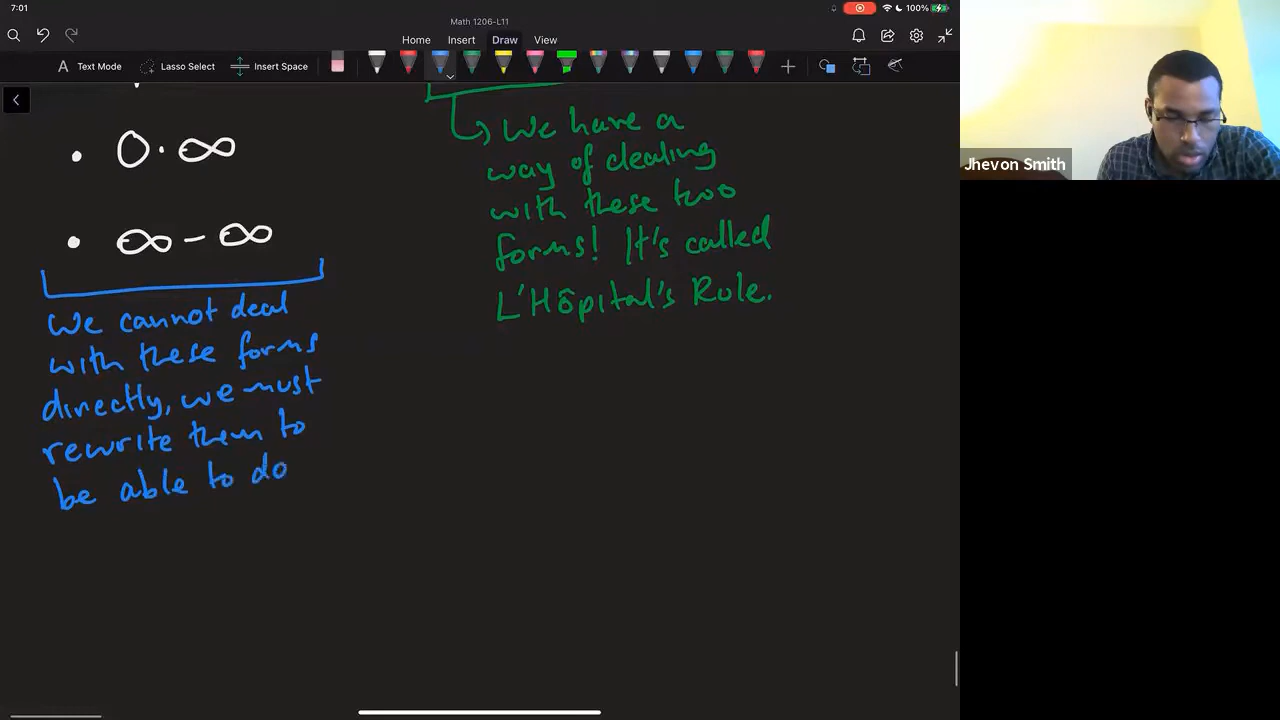 7:01
100%
Math 1206-L11
Home Insert Draw View
Text Mode Lasso Select Insert Space
Jhevon Smith
• 0·∞
• ∞-∞
We cannot deal
with these forms
directly, we must
rewrite them to
be able to do
We have a
way of dealing
with these two
forms! It's called
L'Hôpital's Rule.